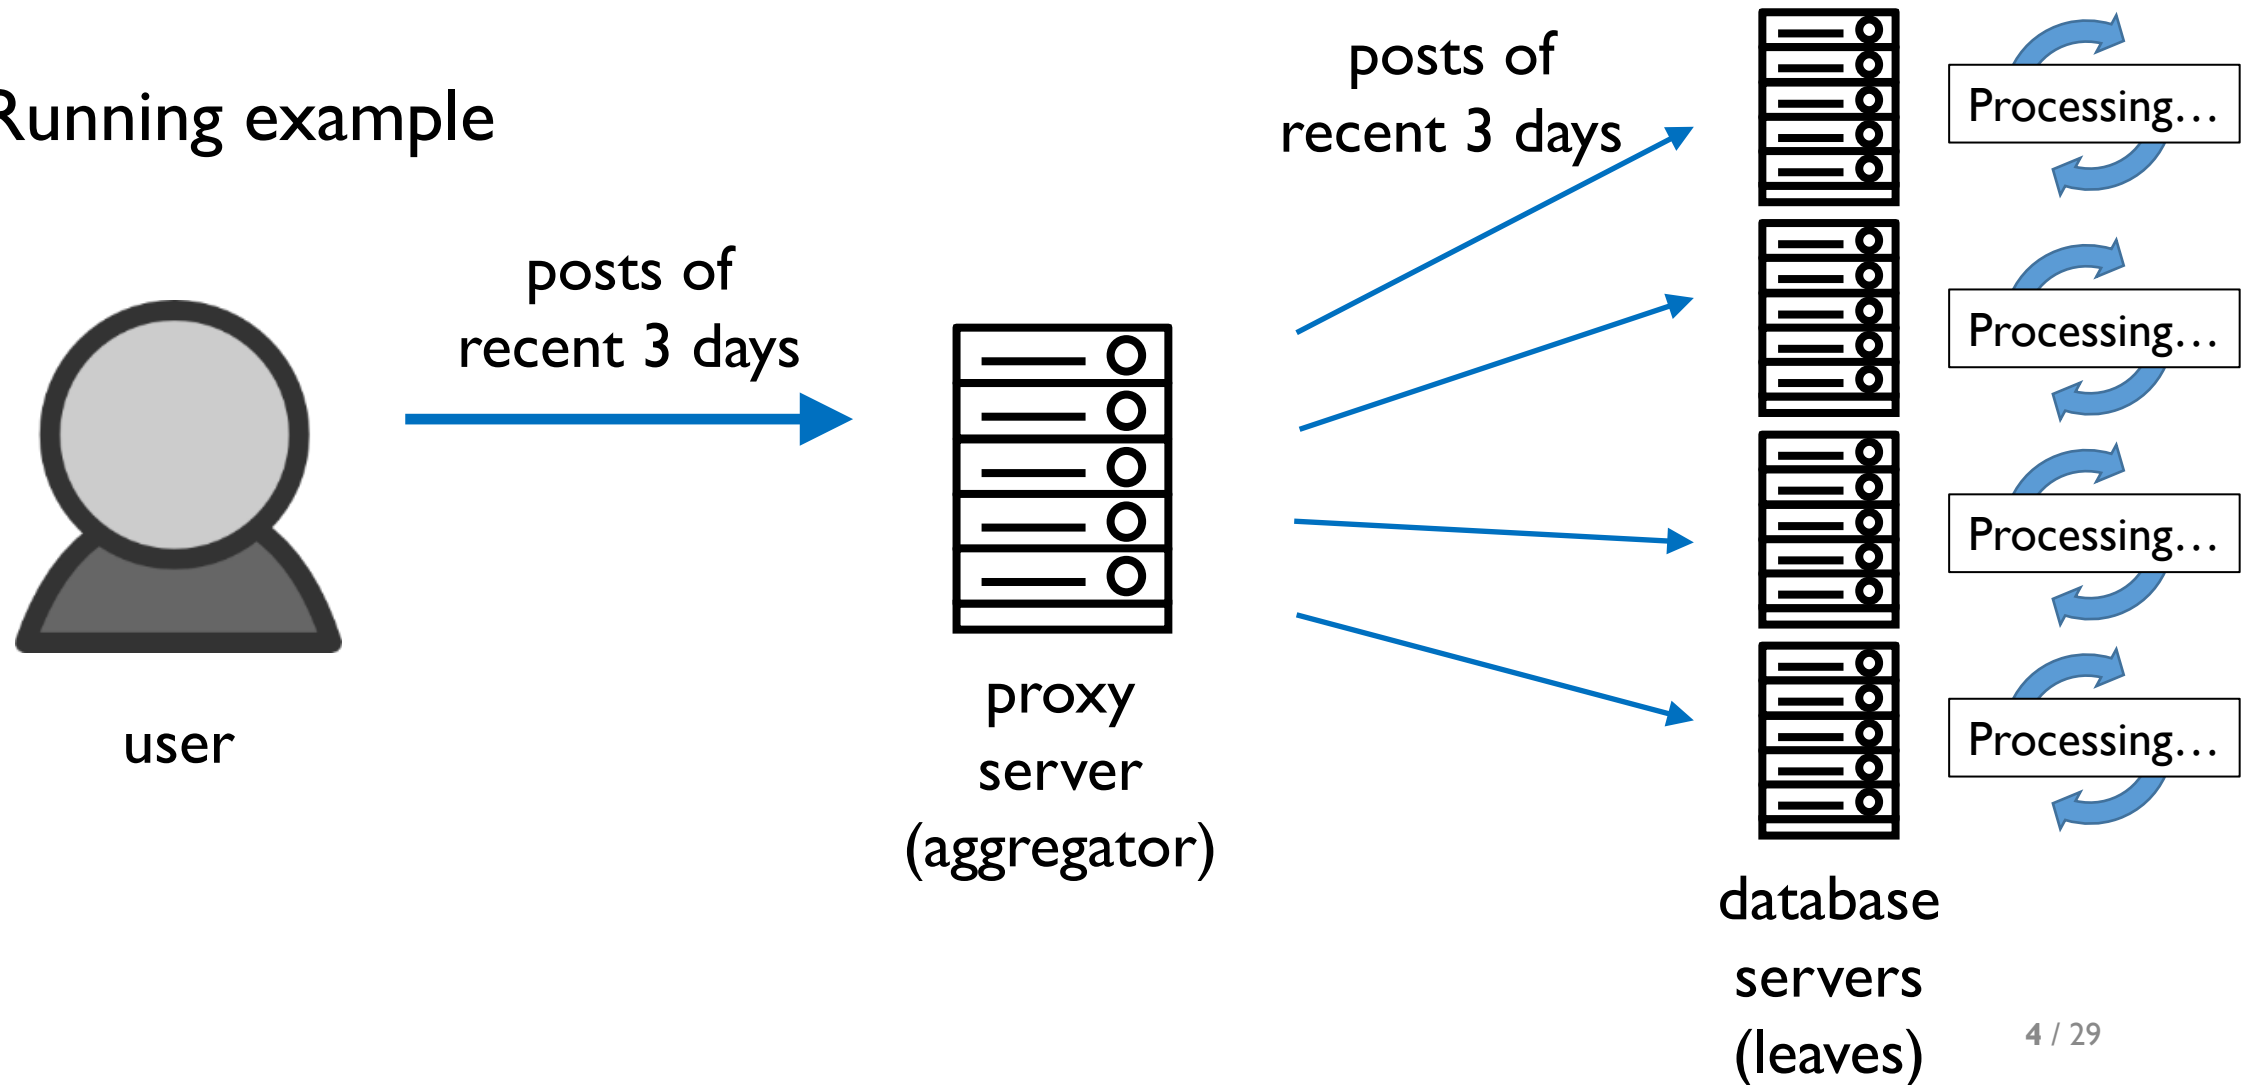 Running example
posts of
recent 3 days
user
proxy
server
(aggregator)
posts of
recent 3 days
Processing...
Processing...
Processing...
Processing...
database
servers
(leaves)
4 / 29